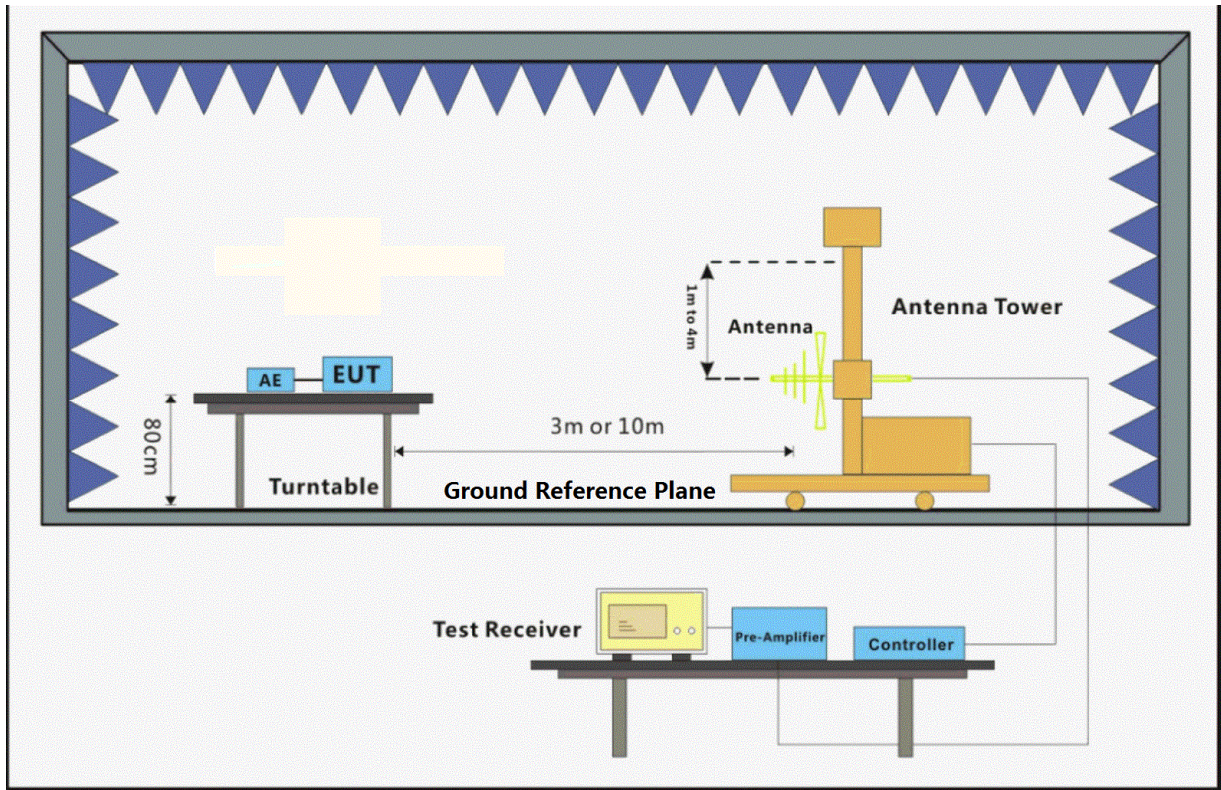 1m to 4m
Antenna
Antenna Tower
AE
EUT
80cm
3m or 10m
Turntable
Ground Reference Plane
Test Receiver
Pre-Amplifier
Controller